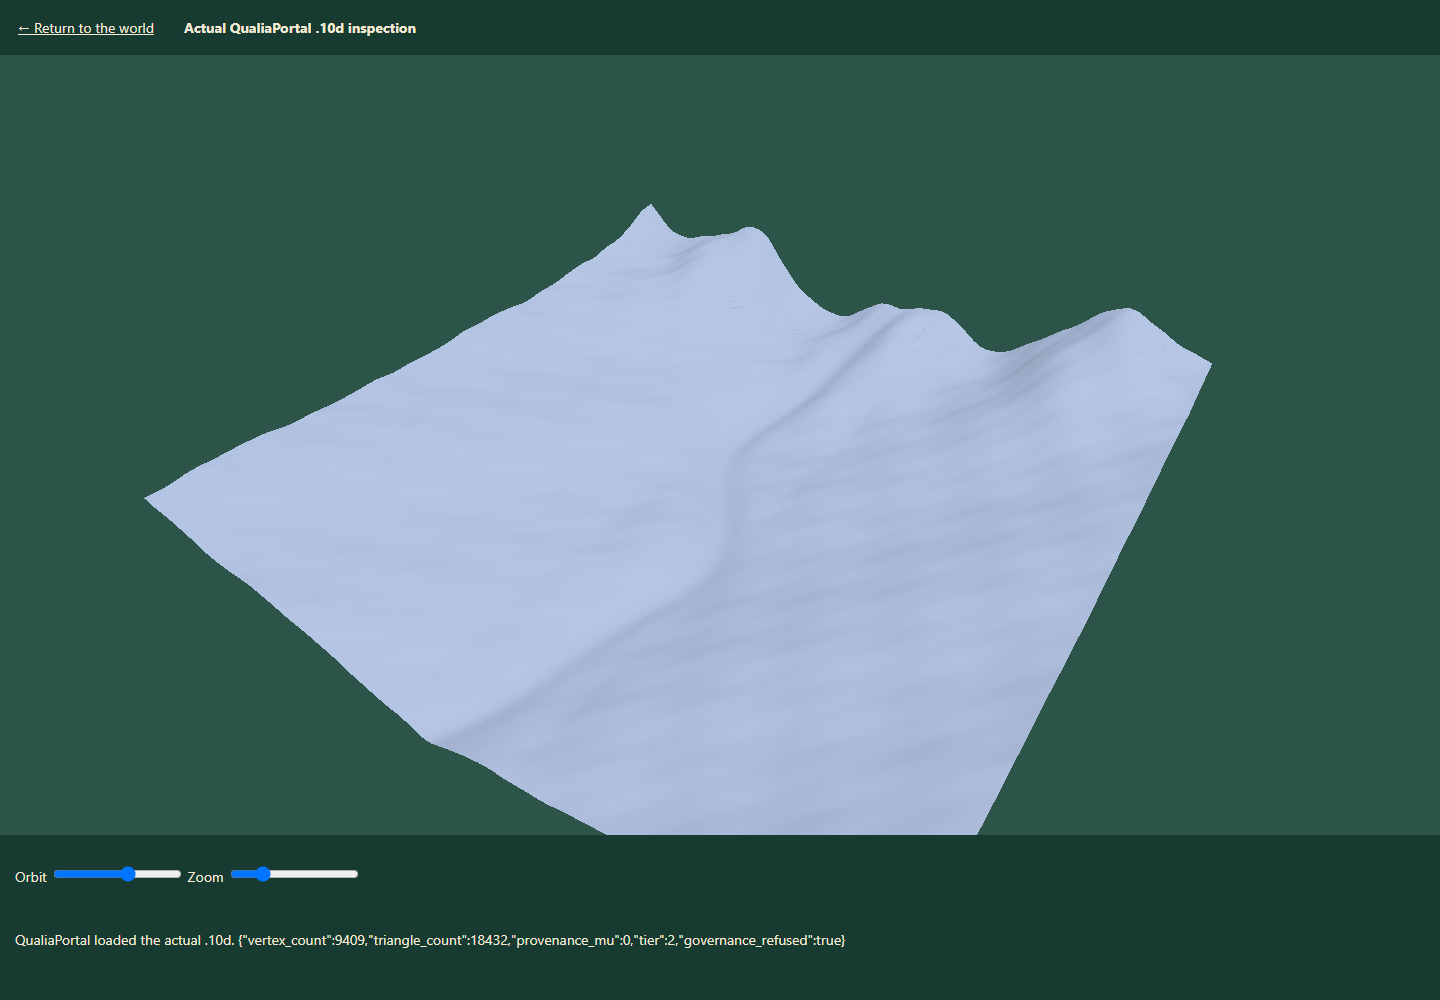 ← Return to the world Actual QualiaPortal .10d inspection
Orbit Zoom
QualiaPortal loaded the actual .10d. {"vertex_count":9409,"triangle_count":18432,"provenance_mu":0,"tier":2,"governance_refused":true}